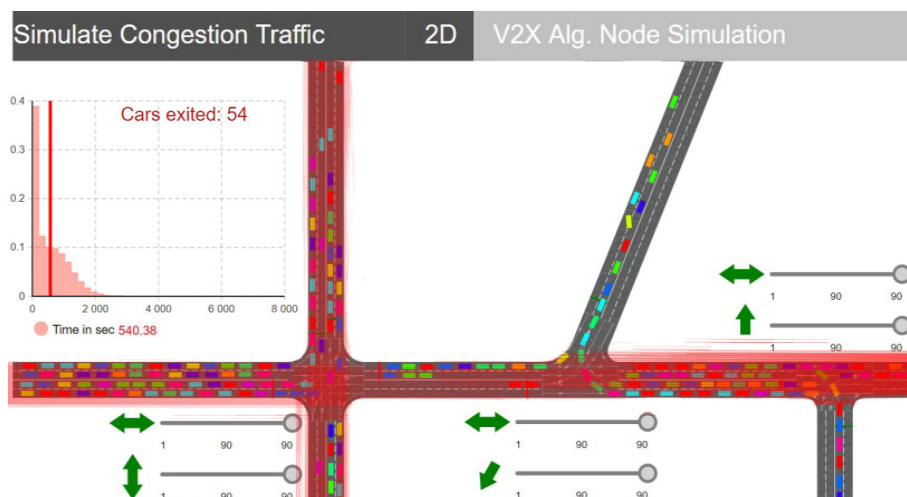 Simulate Congestion Traffic 2D V2X Alg. Node Simulation
0.4
Cars exited: 54
0.3
0.2
0.1
0
0 2 000 4 000 6 000 8 000
Time in sec 540.38
1 90 90
1 90 90
1 90 90
1 90 90
1 90 90
1 90 90